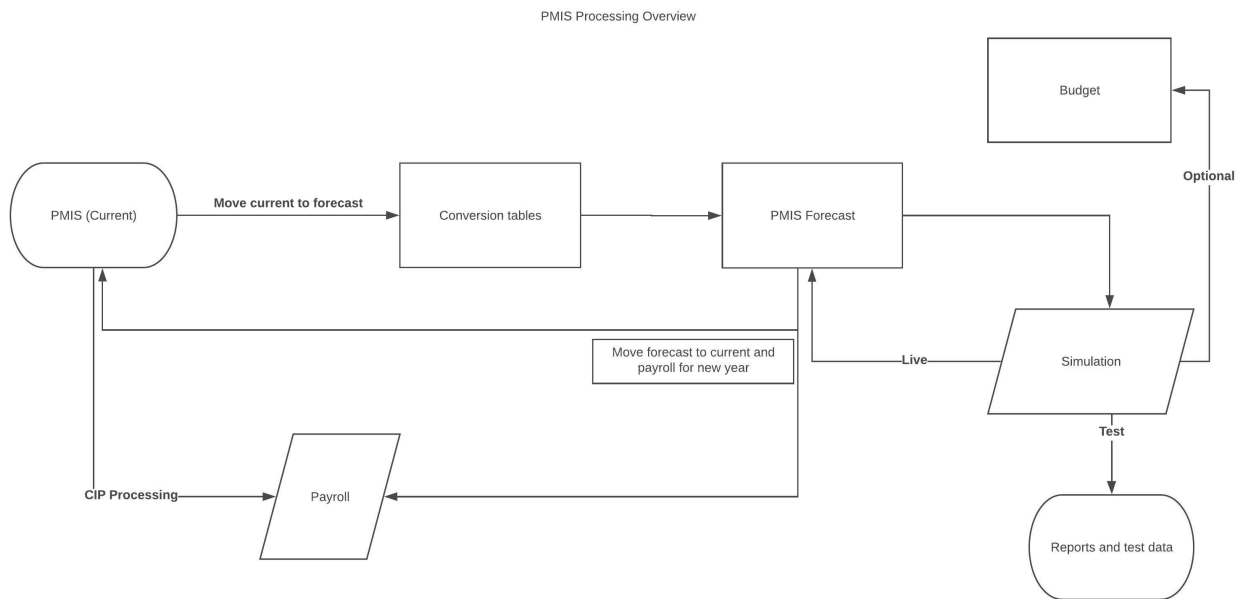 PMIS Processing Overview
Budget
Optional
PMIS (Current)
Move current to forecast
Conversion tables
PMIS Forecast
Move forecast to current and
payroll for new year
Live
Simulation
Test
CIP Processing
Payroll
Reports and test data